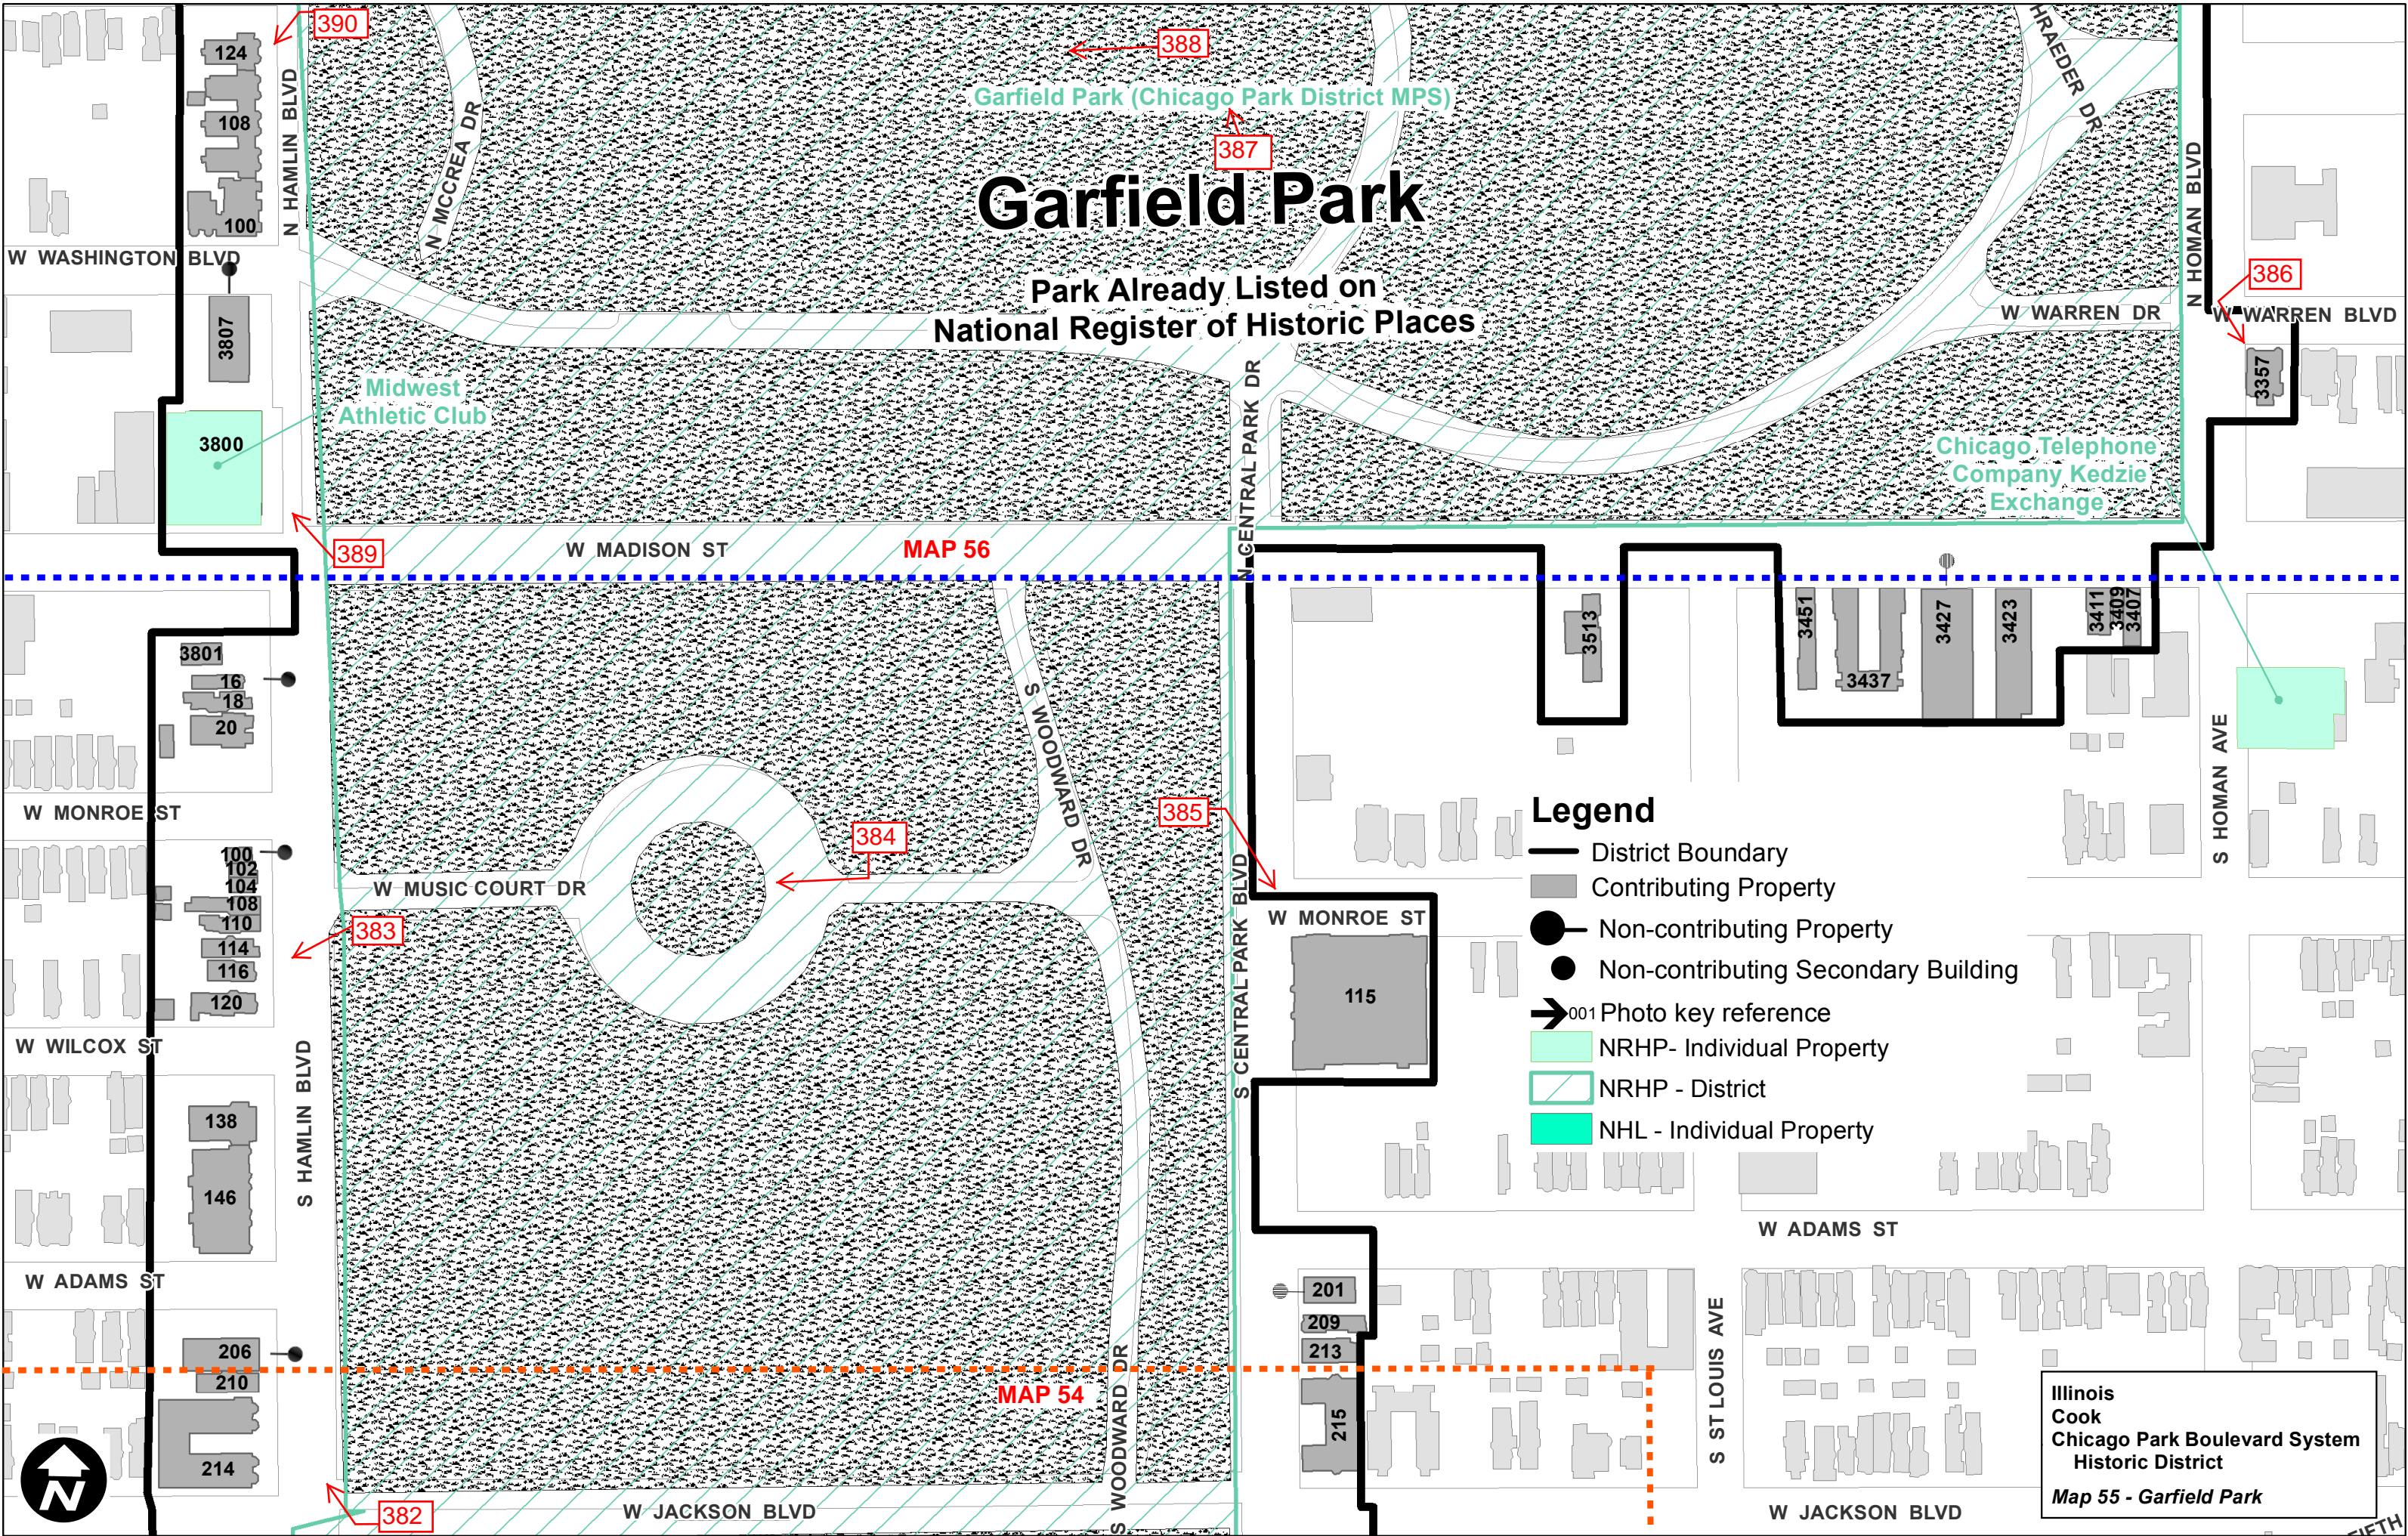 390
388
124
Garfield Park (Chicago Park District MPS)
108
N HAMLIN BLVD
N MCCREA DR
387
HRAEDER DR
N HOMAN BLVD
Garfield Park
100
W WASHINGTON BLVD
386
Park Already Listed on
National Register of Historic Places
W WARREN DR
W WARREN BLVD
3807
3357
Midwest
Athletic Club
N CENTRAL PARK DR
3800
Chicago Telephone
Company Kedzie
Exchange
389
W MADISON ST
MAP 56
3513
3451
3437
3427
3423
3411
3409
3407
3801
16
18
20
S WOODWARD DR
S HOMAN AVE
W MONROE ST
384
385
Legend
District Boundary
Contributing Property
Non-contributing Property
Non-contributing Secondary Building
001 Photo key reference
NRHP- Individual Property
NRHP - District
NHL - Individual Property
100
102
104
108
110
114
116
120
W MUSIC COURT DR
383
W MONROE ST
115
S CENTRAL PARK BLVD
W WILCOX ST
S HAMLIN BLVD
138
146
W ADAMS ST
W ADAMS ST
201
209
213
215
206
210
214
MAP 54
S WOODWARD DR
S ST LOUIS AVE
382
W JACKSON BLVD
W JACKSON BLVD
N
Illinois
Cook
Chicago Park Boulevard System
Historic District
Map 55 - Garfield Park
FIFTH